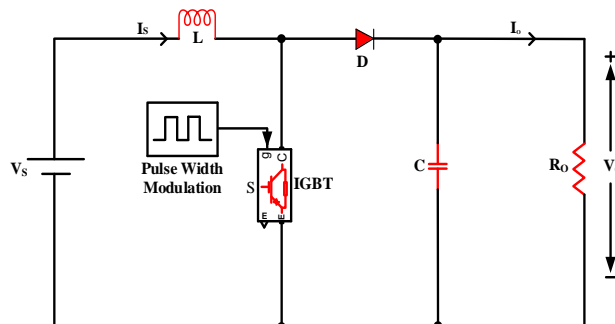 Is
L
D
Io
+
g
C
Vs
Pulse Width
Modulation
S
IGBT
E
E
C
Ro
V
−